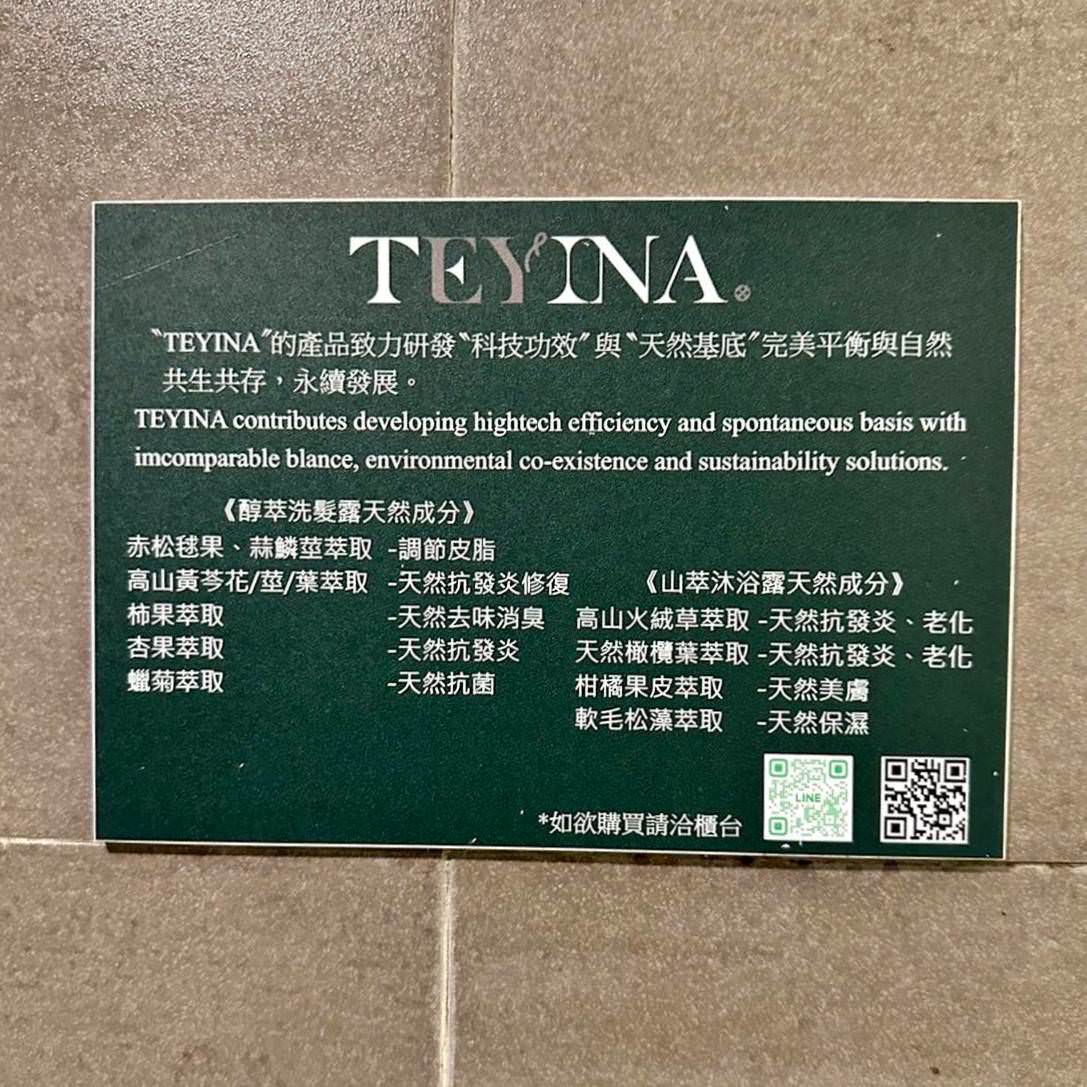 TEYINA®
〝TEYINA〞的產品致力研發〝科技功效〞與〝天然基底〞完美平衡與自然
共生共存，永續發展。
TEYINA contributes developing hightech efficiency and spontaneous basis with
imcomparable blance, environmental co-existence and sustainability solutions.
《醇萃洗髮露天然成分》
赤松毬果、蒜鱗莖萃取 -調節皮脂
高山黃芩花/莖/葉萃取 -天然抗發炎修復
柿果萃取 -天然去味消臭
杏果萃取 -天然抗發炎
蠟菊萃取 -天然抗菌
《山萃沐浴露天然成分》
高山火絨草萃取 -天然抗發炎、老化
天然橄欖葉萃取 -天然抗發炎、老化
柑橘果皮萃取 -天然美膚
軟毛松藻萃取 -天然保濕
*如欲購買請洽櫃台
LINE